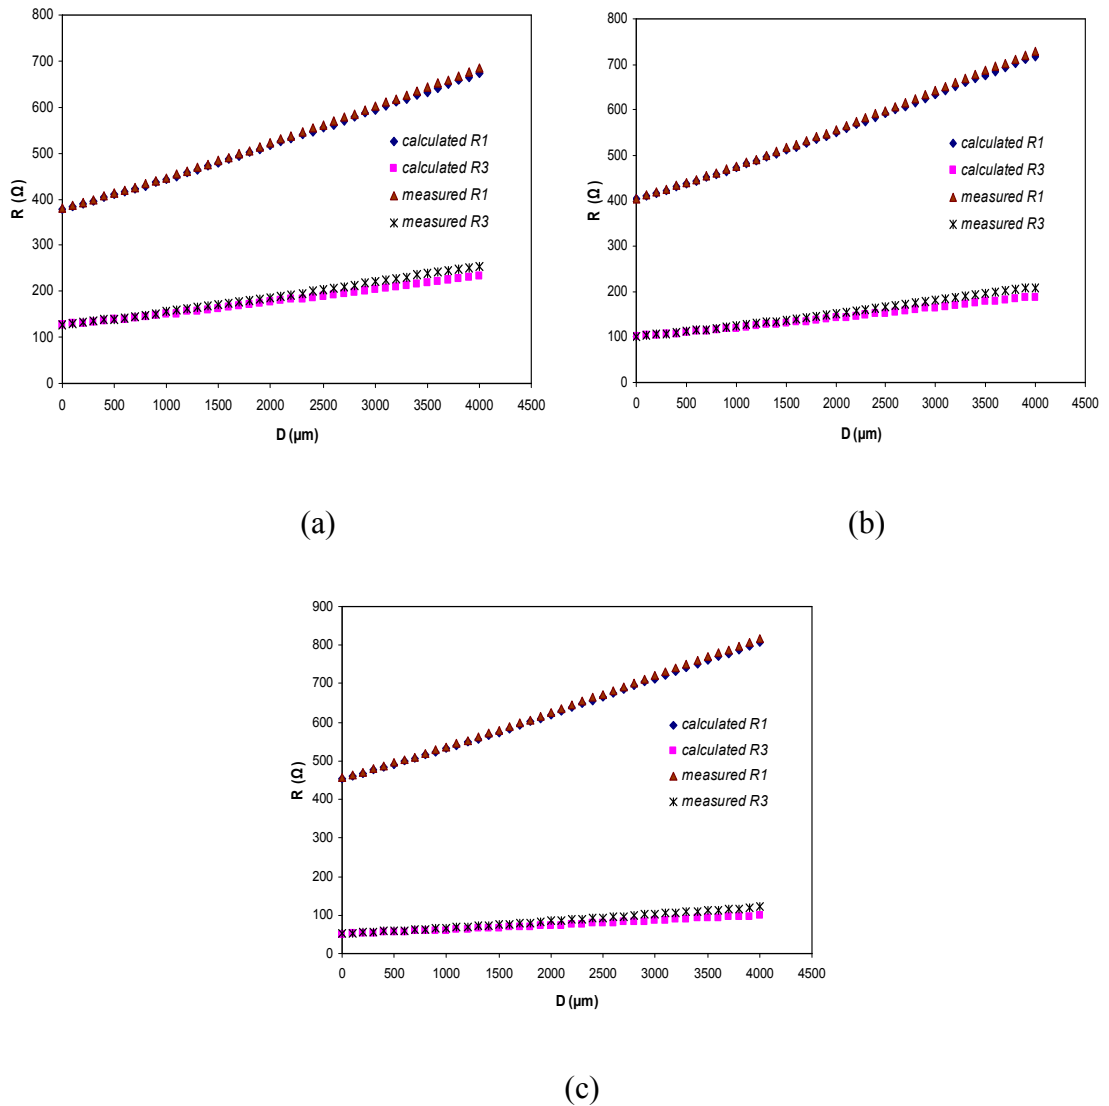 800
700
600
500
400
300
200
100
0
R (Ω)
calculated R1
calculated R3
measured R1
measured R3
0 500 1000 1500 2000 2500 3000 3500 4000 4500
D (µm)
(a)
800
700
600
500
400
300
200
100
0
R (Ω)
calculated R1
calculated R3
measured R1
measured R3
0 500 1000 1500 2000 2500 3000 3500 4000 4500
D (µm)
(b)
900
800
700
600
500
400
300
200
100
0
R (Ω)
calculated R1
calculated R3
measured R1
measured R3
0 500 1000 1500 2000 2500 3000 3500 4000 4500
D (µm)
(c)